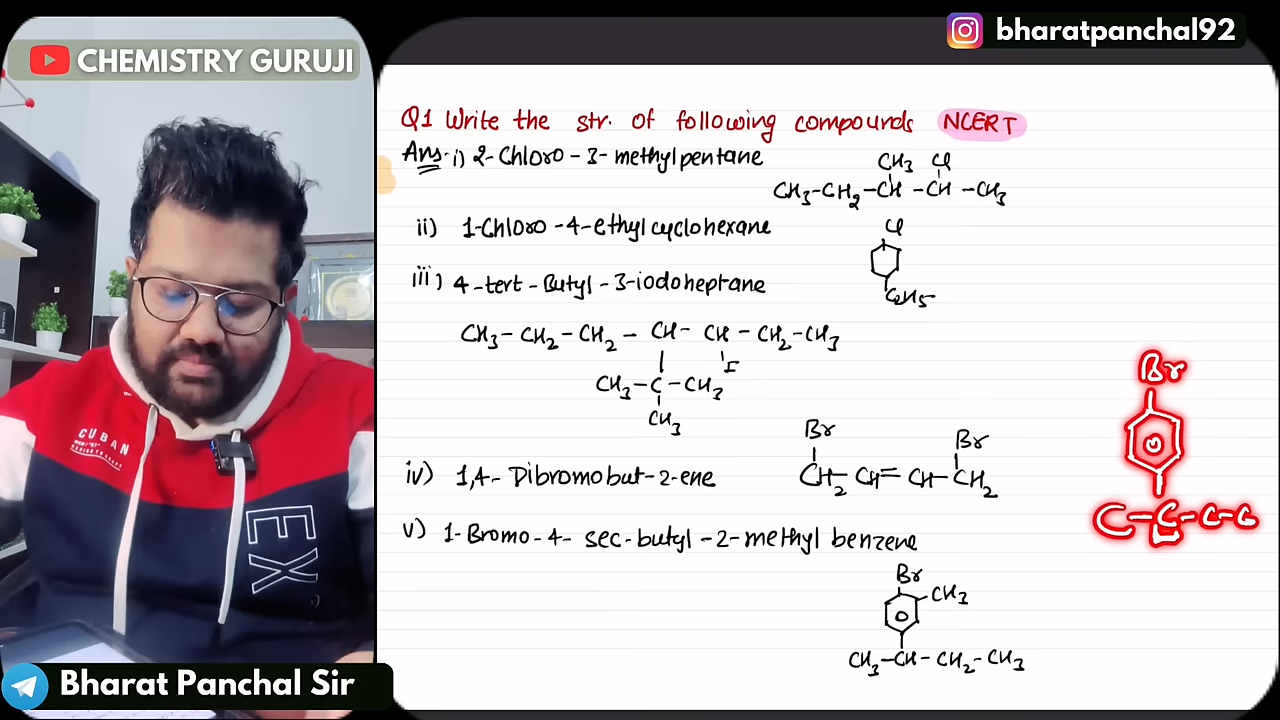 CHEMISTRY GURUJI
bharatpanchal92
Q1 Write the str. of following compounds NCERT
Ans. i) 2-Chloro-3-methylpentane
CH3 Cl
CH3-CH2-CH-CH-CH3
ii) 1-Chloro-4-ethylcyclohexane
Cl
C2H5
iii) 4-tert-Butyl-3-iodoheptane
CH3-CH2-CH2-CH-CH-CH2-CH3
I
CH3-C-CH3
CH3
Br
Br Br
iv) 1,4-Dibromobut-2-ene
CH2-CH=CH-CH2
C-C-C-C
v) 1-Bromo-4-sec-butyl-2-methyl benzene
Br
CH3
CH3-CH-CH2-CH3
CUBAN
EX
Bharat Panchal Sir